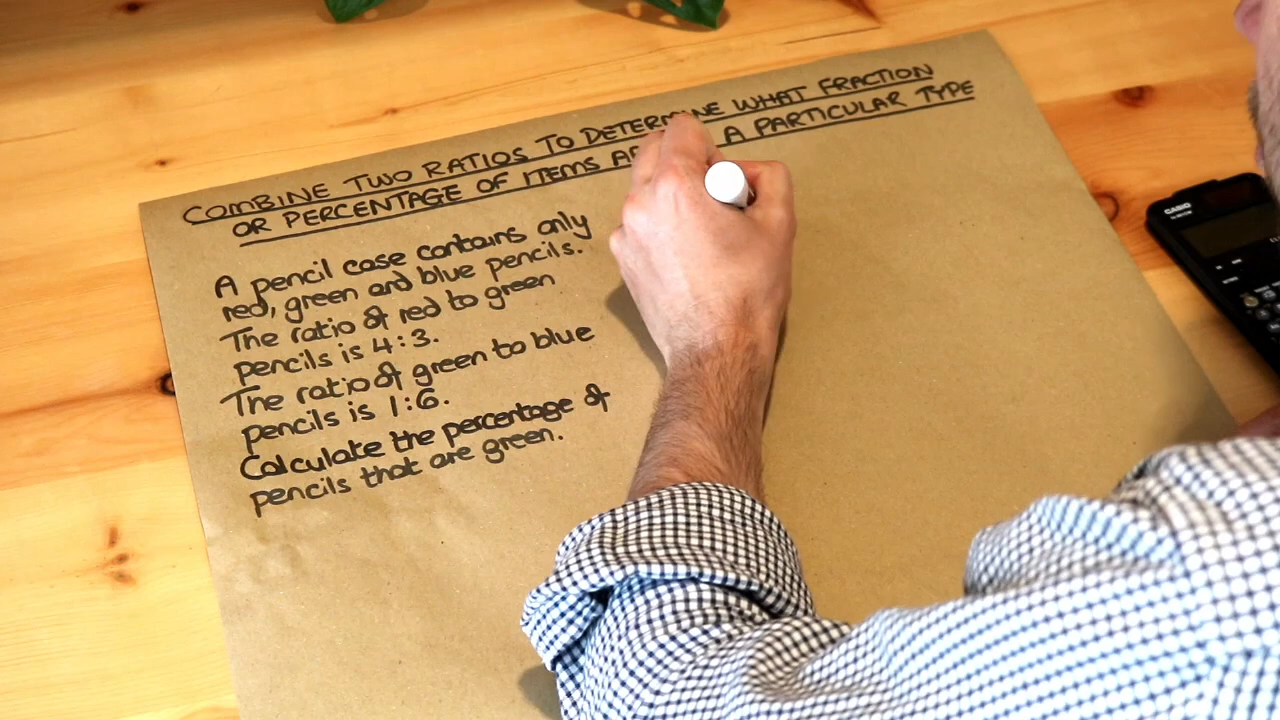 COMBINE TWO RATIOS TO DETERMINE WHAT FRACTION
OR PERCENTAGE OF ITEMS A PARTICULAR TYPE
A pencil case contains only
red, green and blue pencils.
The ratio of red to green
pencils is 4:3.
The ratio of green to blue
pencils is 1:6.
Calculate the percentage of
pencils that are green.
CASIO